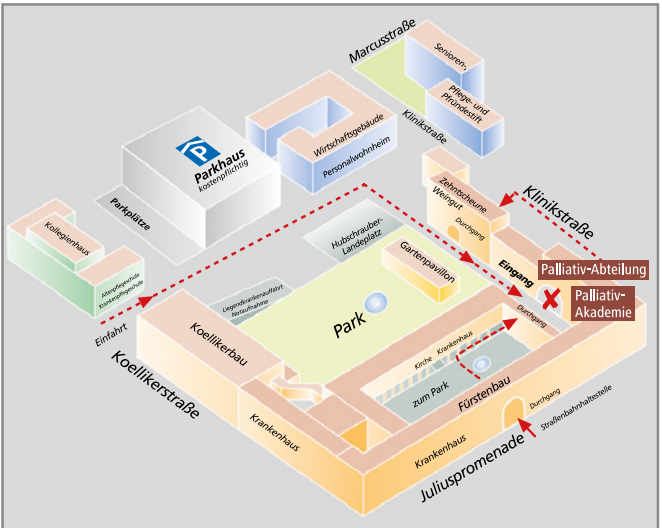 Marcusstraße
Senioren-,
Pflege- und
Pfründestift
Klinikstraße
Wirtschaftsgebäude
Personalwohnheim
P
Parkhaus
kostenpflichtig
Parkplätze
Kollegienhaus
Altenpflegeschule
Krankenpflegeschule
Einfahrt
Koellikerstraße
Zehntscheune
Weingut
Durchgang
Klinikstraße
Eingang
Palliativ-Abteilung
Palliativ-
Akademie
Hubschrauber-
Landeplatz
Gartenpavillon
Liegendkrankenauffahrt
Notaufnahme
Park
Durchgang
Koellikerbau
Kirche Krankenhaus
zum Park
Fürstenbau
Krankenhaus
Krankenhaus
Durchgang
Straßenbahnhaltestelle
Juliuspromenade